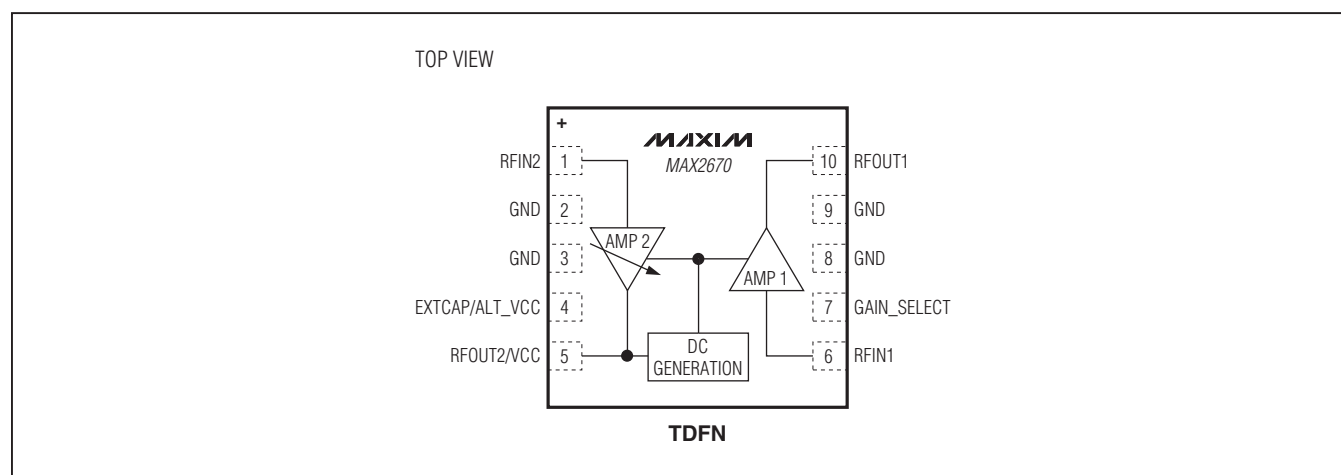 TOP VIEW
+
MAXIM
MAX2670
RFIN2 1
GND 2
GND 3
EXTCAP/ALT_VCC 4
RFOUT2/VCC 5
AMP 2
AMP 1
DC
GENERATION
10 RFOUT1
9 GND
8 GND
7 GAIN_SELECT
6 RFIN1
TDFN